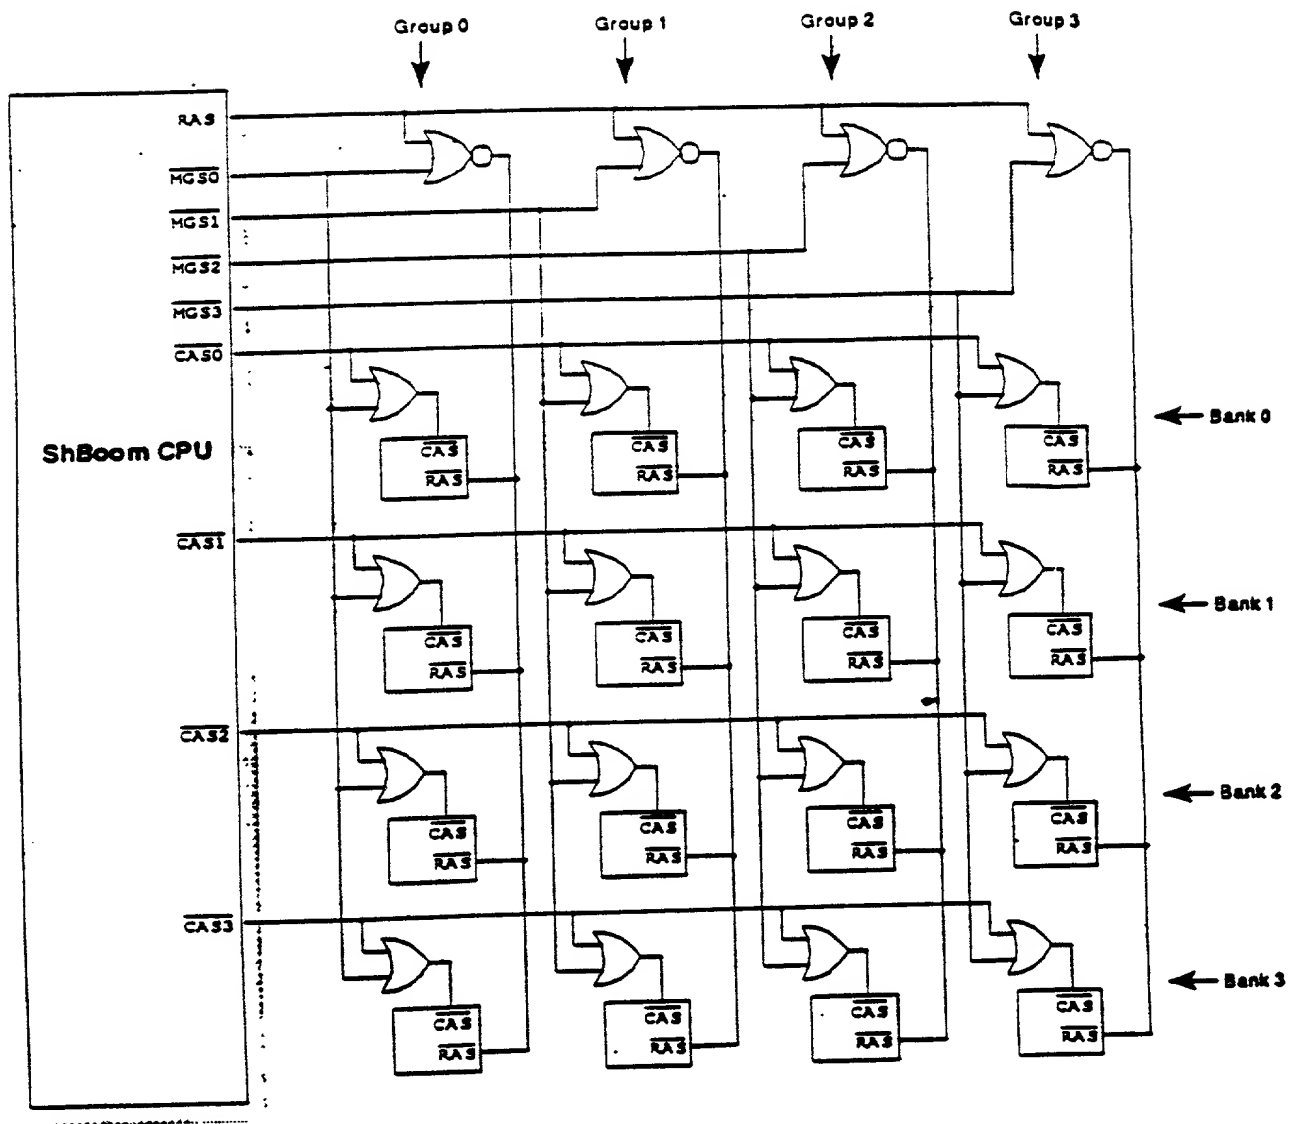 Group 0 Group 1 Group 2 Group 3
RAS
MGS0
MGS1
MGS2
MGS3
CAS0
ShBoom CPU
CAS CAS CAS CAS
RAS RAS RAS RAS
Bank 0
CAS1
CAS CAS CAS CAS
RAS RAS RAS RAS
Bank 1
CAS2
CAS CAS CAS CAS
RAS RAS RAS RAS
Bank 2
CAS3
CAS CAS CAS CAS
RAS RAS RAS RAS
Bank 3